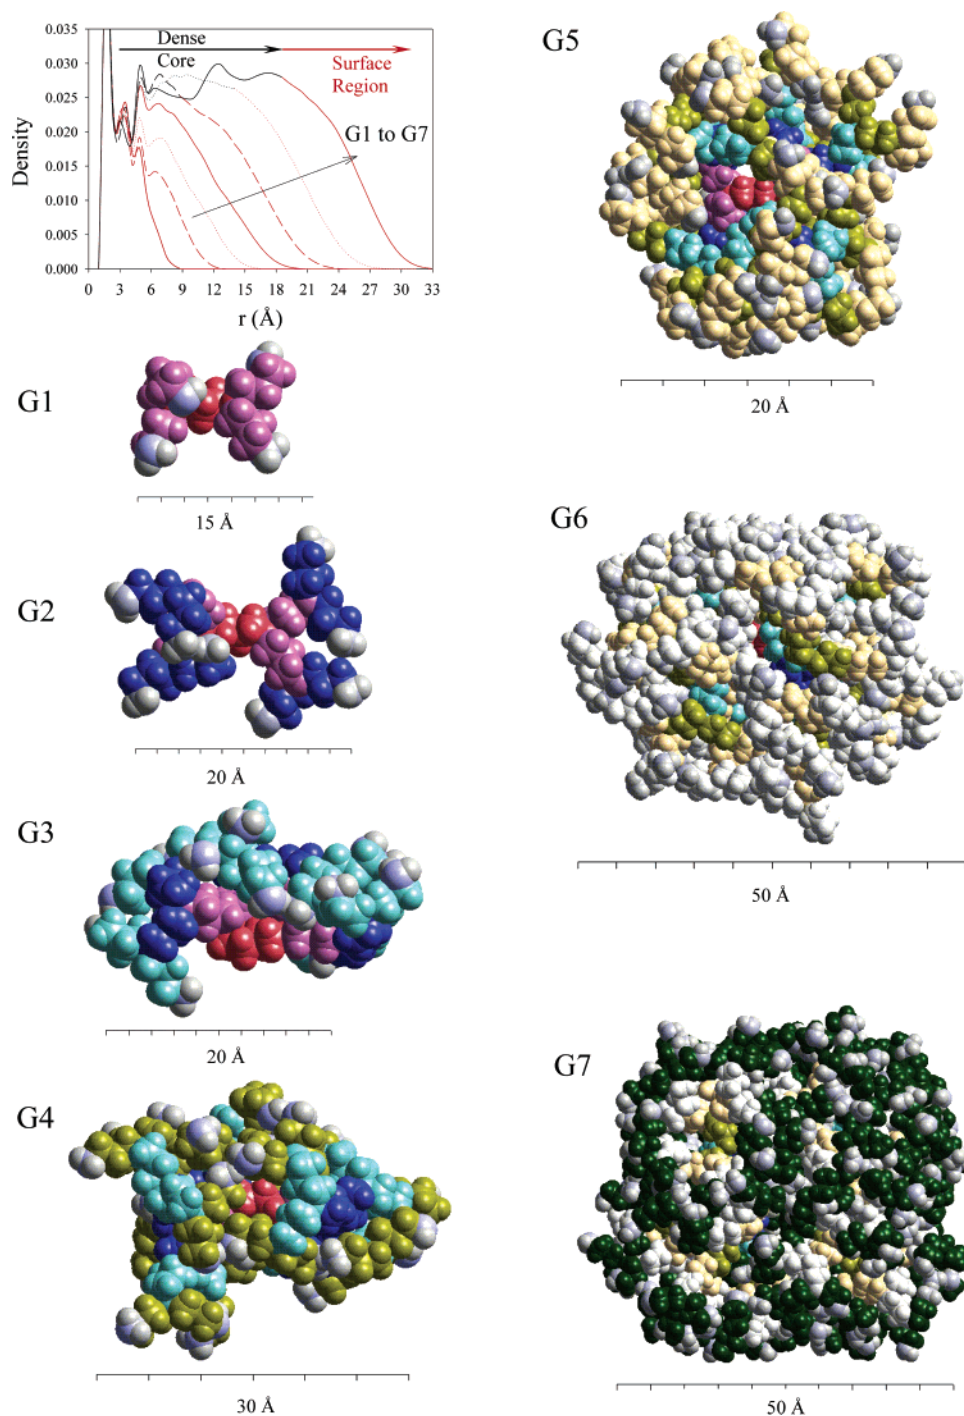 0.035
0.030
0.025
0.020
0.015
0.010
0.005
0.000
Density
Dense
Core
Surface
Region
G1 to G7
0 3 6 9 12 15 18 21 24 27 30 33
r (Å)
G1
15 Å
G2
20 Å
G3
20 Å
G4
30 Å
G5
20 Å
G6
50 Å
G7
50 Å